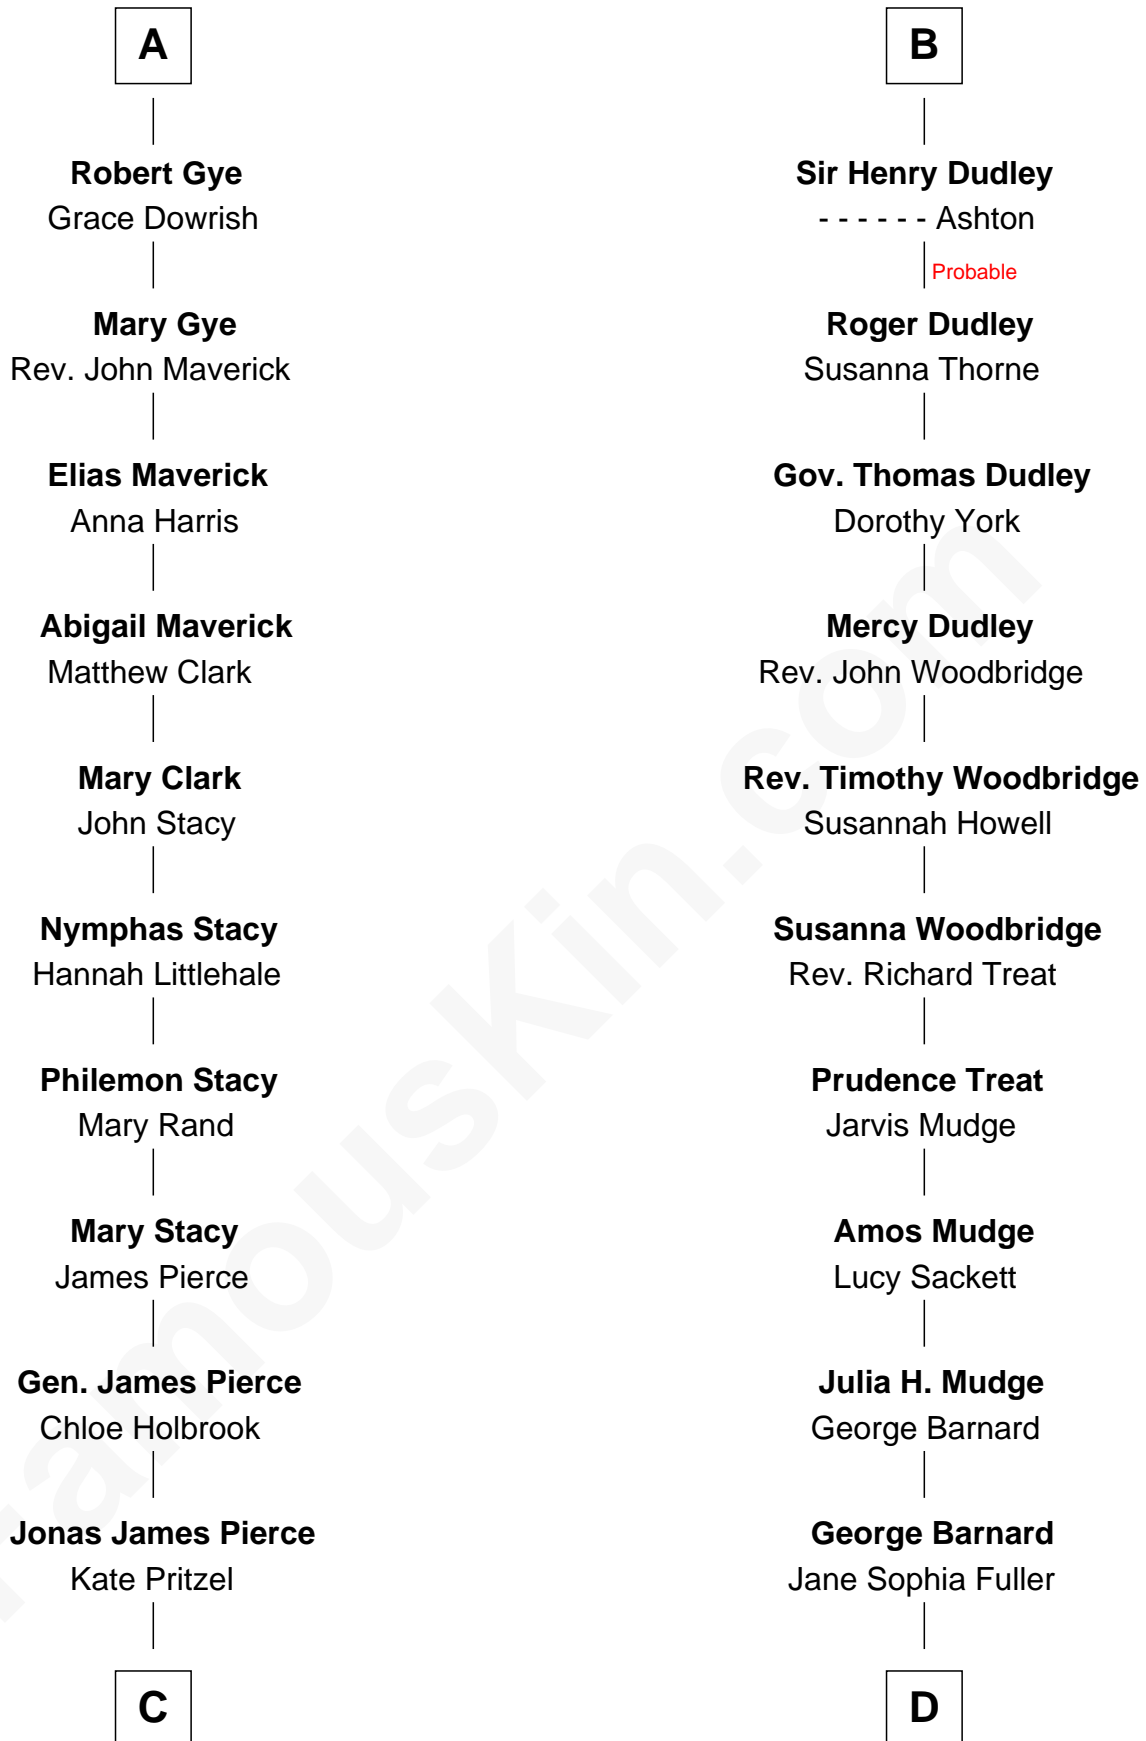 A
Robert Gye
Grace Dowrish
Mary Gye
Rev. John Maverick
Elias Maverick
Anna Harris
Abigail Maverick
Matthew Clark
Mary Clark
John Stacy
Nymphas Stacy
Hannah Littlehale
Philemon Stacy
Mary Rand
Mary Stacy
James Pierce
Gen. James Pierce
Chloe Holbrook
Jonas James Pierce
Kate Pritzel
C
B
Sir Henry Dudley
- - - - - - Ashton
Probable
Roger Dudley
Susanna Thorne
Gov. Thomas Dudley
Dorothy York
Mercy Dudley
Rev. John Woodbridge
Rev. Timothy Woodbridge
Susannah Howell
Susanna Woodbridge
Rev. Richard Treat
Prudence Treat
Jarvis Mudge
Amos Mudge
Lucy Sackett
Julia H. Mudge
George Barnard
George Barnard
Jane Sophia Fuller
D
FamousKin.com